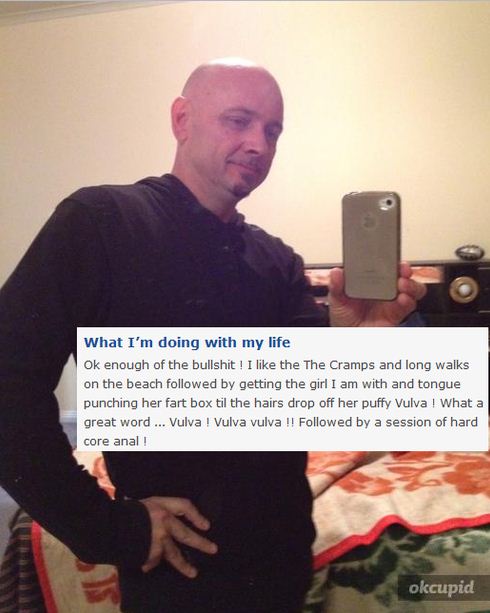 What I'm doing with my life
Ok enough of the bullshit ! I like the The Cramps and long walks
on the beach followed by getting the girl I am with and tongue
punching her fart box til the hairs drop off her puffy Vulva ! What a
great word ... Vulva ! Vulva vulva !! Followed by a session of hard
core anal !
okcupid